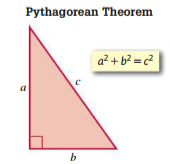 Pythagorean Theorem
a² + b² = c²
a
c
b